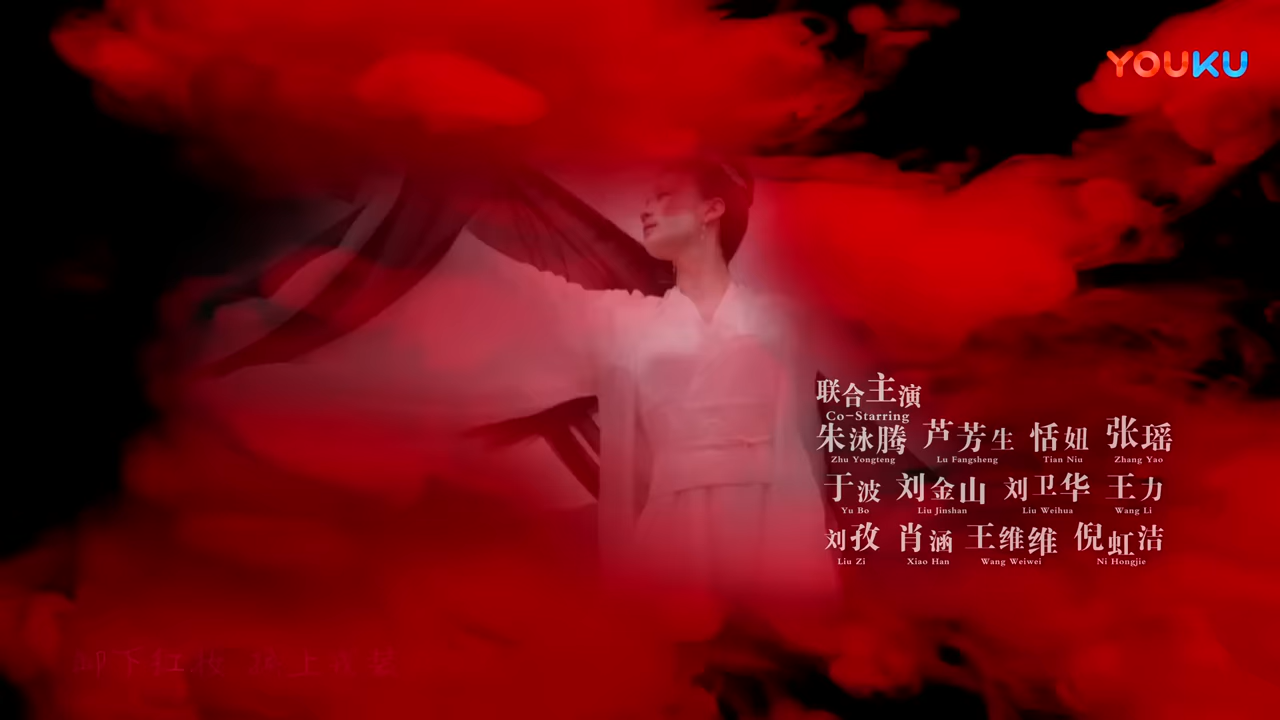 YOUKU
联合主演
Co-Starring
朱泳腾 芦芳生 恬妞 张瑶
Zhu Yongteng Lu Fangsheng Tian Niu Zhang Yao
于波 刘金山 刘卫华 王力
Yu Bo Liu Jinshan Liu Weihua Wang Li
刘孜 肖涵 王维维 倪虹洁
Liu Zi Xiao Han Wang Weiwei Ni Hongjie